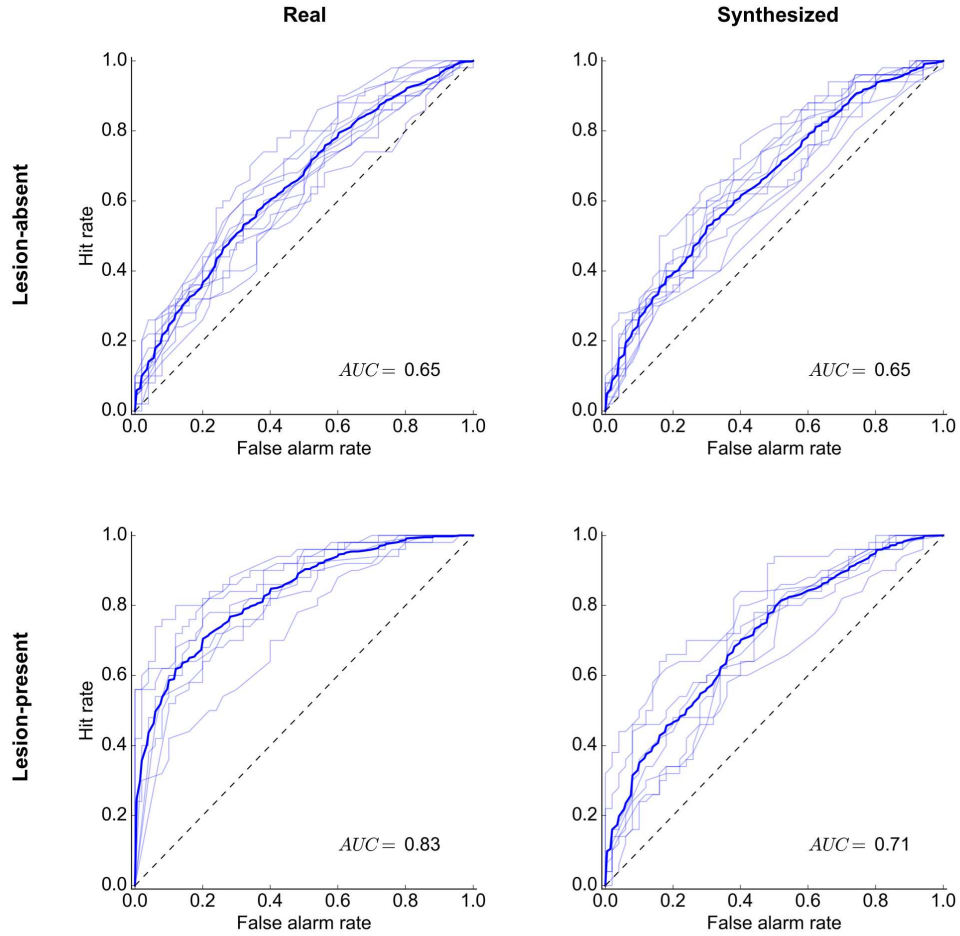 Real
Synthesized
Lesion-absent
Hit rate
1.0
0.8
0.6
0.4
0.2
0.0
AUC = 0.65
0.0 0.2 0.4 0.6 0.8 1.0
False alarm rate
1.0
0.8
0.6
0.4
0.2
0.0
AUC = 0.65
0.0 0.2 0.4 0.6 0.8 1.0
False alarm rate
Lesion-present
Hit rate
1.0
0.8
0.6
0.4
0.2
0.0
AUC = 0.83
0.0 0.2 0.4 0.6 0.8 1.0
False alarm rate
1.0
0.8
0.6
0.4
0.2
0.0
AUC = 0.71
0.0 0.2 0.4 0.6 0.8 1.0
False alarm rate